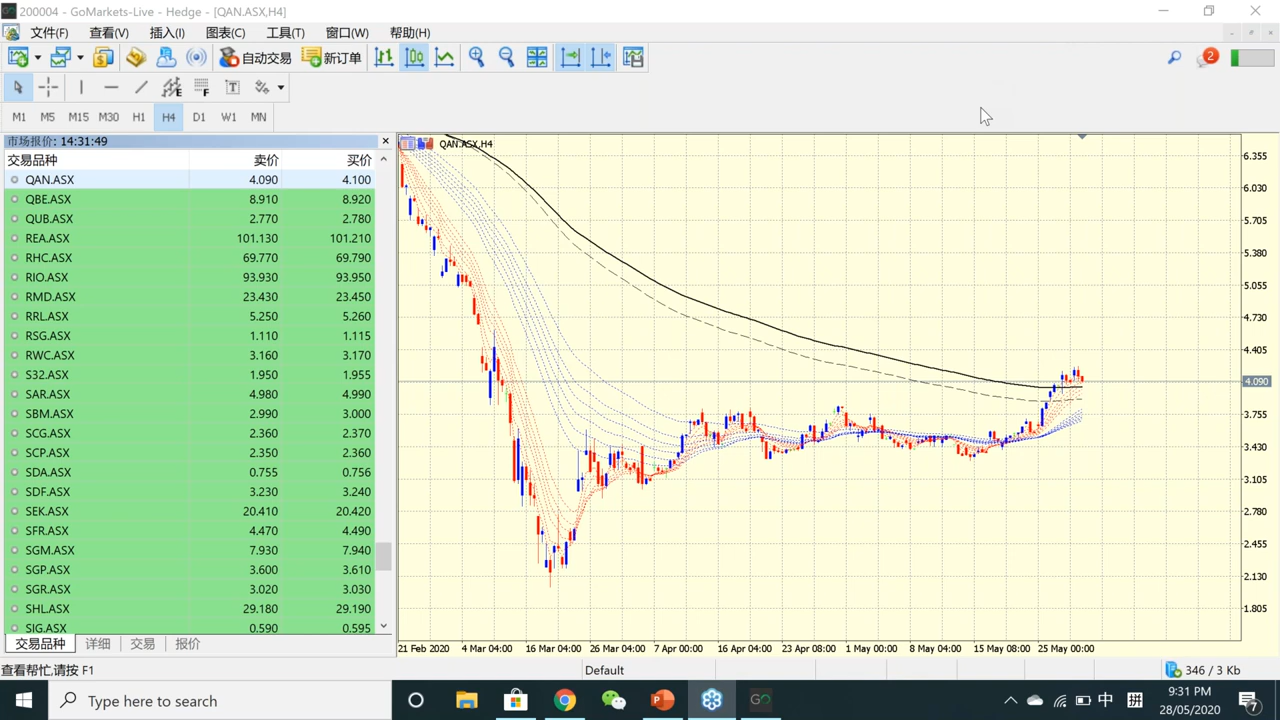 200004 - GoMarkets-Live - Hedge - [QAN.ASX,H4]
文件(F) 查看(V) 插入(I) 图表(C) 工具(T) 窗口(W) 帮助(H)
自动交易 新订单 2
E F T
M1 M5 M15 M30 H1 H4 D1 W1 MN
市场报价: 14:31:49
交易品种 卖价 买价
QAN.ASX 4.090 4.100
QBE.ASX 8.910 8.920
QUB.ASX 2.770 2.780
REA.ASX 101.130 101.210
RHC.ASX 69.770 69.790
RIO.ASX 93.930 93.950
RMD.ASX 23.430 23.450
RRL.ASX 5.250 5.260
RSG.ASX 1.110 1.115
RWC.ASX 3.160 3.170
S32.ASX 1.950 1.955
SAR.ASX 4.980 4.990
SBM.ASX 2.990 3.000
SCG.ASX 2.360 2.370
SCP.ASX 2.350 2.360
SDA.ASX 0.755 0.756
SDF.ASX 3.230 3.240
SEK.ASX 20.410 20.420
SFR.ASX 4.470 4.490
SGM.ASX 7.930 7.940
SGP.ASX 3.600 3.610
SGR.ASX 3.020 3.030
SHL.ASX 29.180 29.190
SIG.ASX 0.590 0.595
交易品种 详细 交易 报价
QAN.ASX,H4
6.355
6.030
5.705
5.380
5.055
4.730
4.405
4.090
3.755
3.430
3.105
2.780
2.455
2.130
1.805
21 Feb 2020 4 Mar 04:00 16 Mar 04:00 26 Mar 04:00 7 Apr 00:00 16 Apr 04:00 23 Apr 08:00 1 May 00:00 8 May 04:00 15 May 08:00 25 May 00:00
查看帮忙,请按 F1 Default 346 / 3 Kb
Type here to search
中 拼 9:31 PM
28/05/2020
7